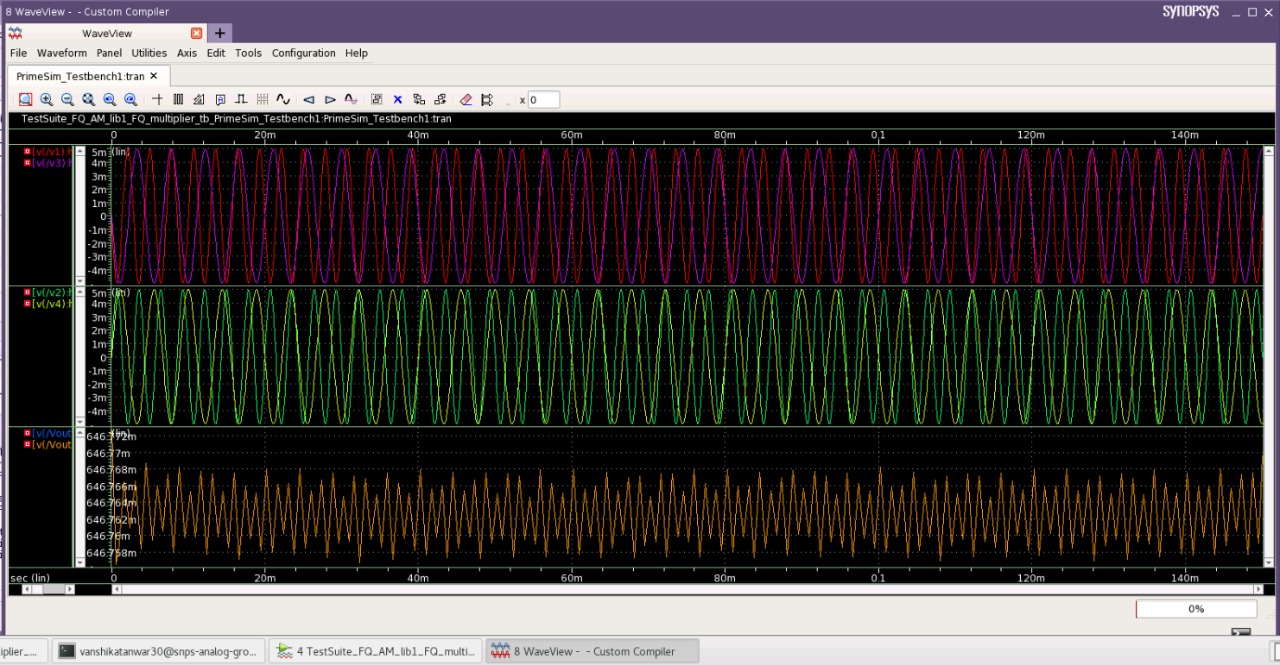 8 WaveView - - Custom Compiler
SYNOPSYS
WaveView
File Waveform Panel Utilities Axis Edit Tools Configuration Help
PrimeSim_Testbench1:tran
x 0
TestSuite_FQ_AM_lib1_FQ_multiplier_tb_PrimeSim_Testbench1:PrimeSim_Testbench1:tran
0 20m 40m 60m 80m 0.1 120m 140m
[v(/v1):
[v(/v3):
(lin)
5m
4m
3m
2m
1m
0
-1m
-2m
-3m
-4m
[v(/v2):
[v(/v4):
(lin)
5m
4m
3m
2m
1m
0
-1m
-2m
-3m
-4m
[v(/Vout
[v(/Vout
(lin)
646.772m
646.77m
646.768m
646.766m
646.764m
646.762m
646.76m
646.758m
sec (lin) 0 20m 40m 60m 80m 0.1 120m 140m
0%
iplier_...
vanshikatanwar30@snps-analog-gro...
4 TestSuite_FQ_AM_lib1_FQ_multi...
8 WaveView - - Custom Compiler